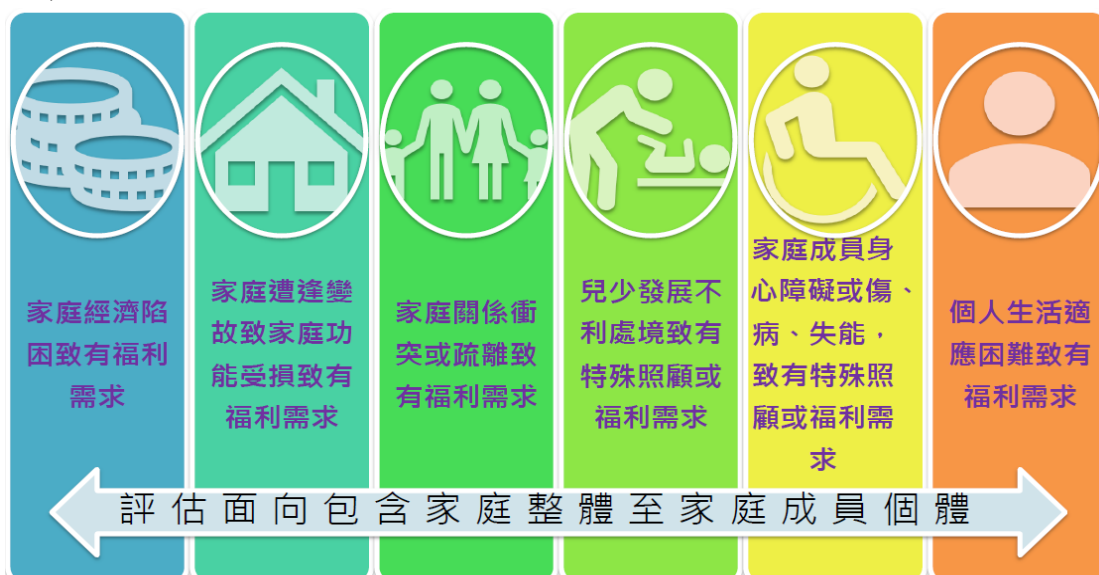 家庭經濟陷
困致有福利
需求
家庭遭逢變
故致家庭功
能受損致有
福利需求
家庭關係衝
突或疏離致
有福利需求
兒少發展不
利處境致有
特殊照顧或
福利需求
家庭成員身
心障礙或傷、
病、失能，
致有特殊照
顧或福利需
求
個人生活適
應困難致有
福利需求
評估面向包含家庭整體至家庭成員個體